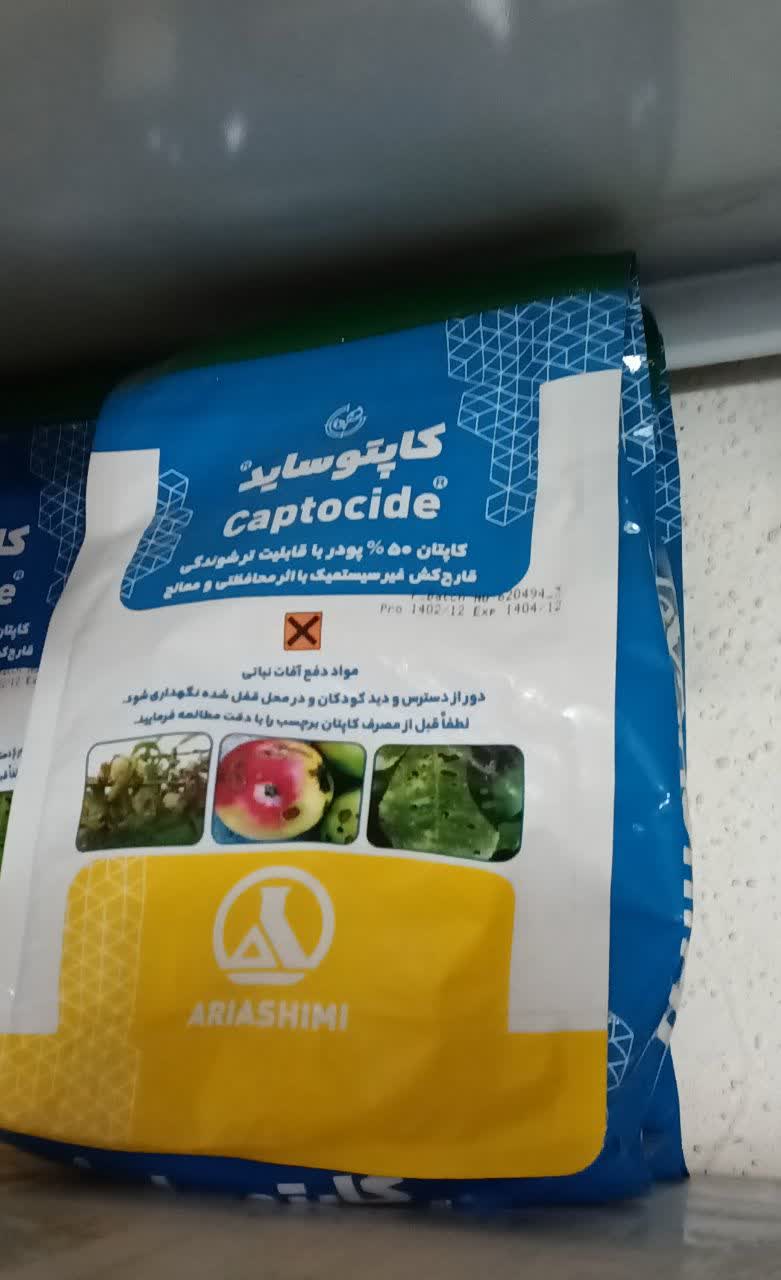 کاپتوساید®
Captocide®
کاپتان ۵۰% پودر با قابلیت ترشوندگی
قارچ‌کش غیر سیستمیک با اثر محافظتی و معالج
Pro 1402/12 Exp 1404/12
مواد دفع آفات نباتی
دور از دسترس و دید کودکان و در محل قفل شده نگهداری شود.
لطفاً قبل از مصرف کاپتان برچسب را با دقت مطالعه فرمایید.
ARIASHIMI